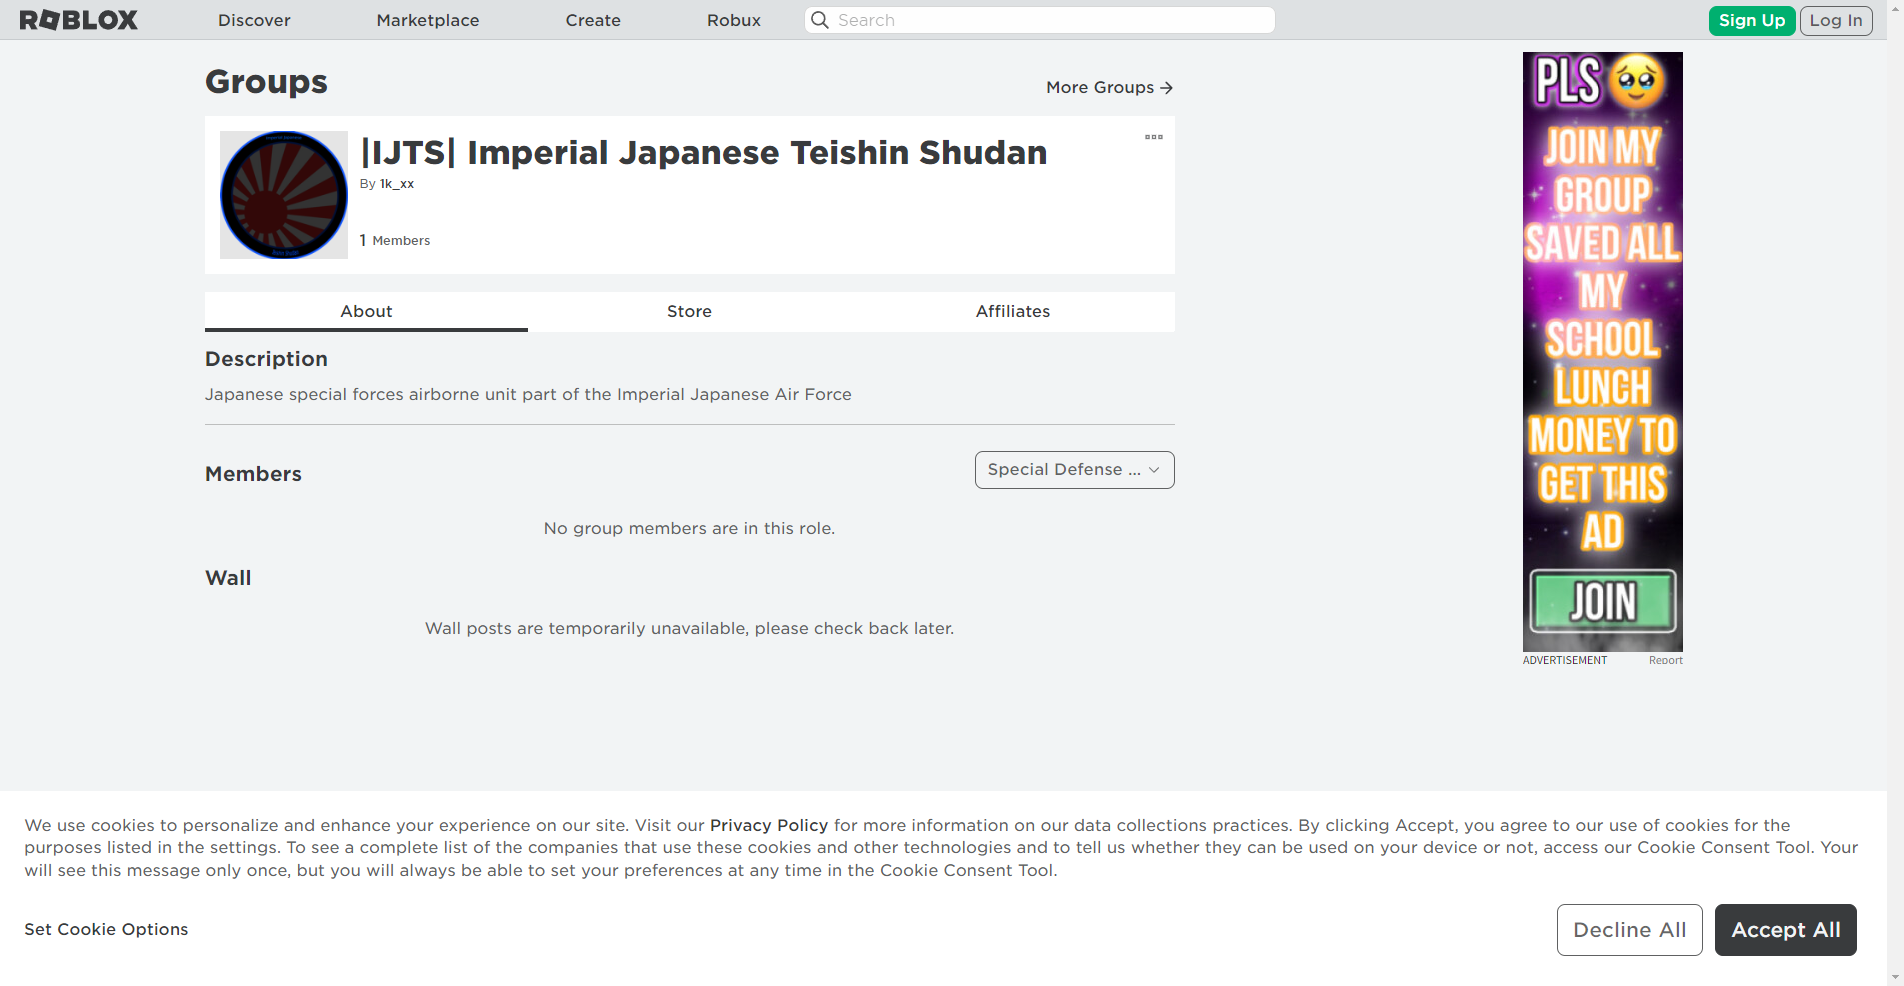 ROBLOX
Discover
Marketplace
Create
Robux
Search
Sign Up
Log In
Groups
More Groups
|IJTS| Imperial Japanese Teishin Shudan
By 1k_xx
1 Members
About
Store
Affiliates
Description
Japanese special forces airborne unit part of the Imperial Japanese Air Force
Members
Special Defense ...
No group members are in this role.
Wall
Wall posts are temporarily unavailable, please check back later.
PLS
JOIN MY
GROUP
SAVED ALL
MY
SCHOOL
LUNCH
MONEY TO
GET THIS
AD
JOIN
ADVERTISEMENT
Report
We use cookies to personalize and enhance your experience on our site. Visit our Privacy Policy for more information on our data collections practices. By clicking Accept, you agree to our use of cookies for the
purposes listed in the settings. To see a complete list of the companies that use these cookies and other technologies and to tell us whether they can be used on your device or not, access our Cookie Consent Tool. Your
will see this message only once, but you will always be able to set your preferences at any time in the Cookie Consent Tool.
Set Cookie Options
Decline All
Accept All